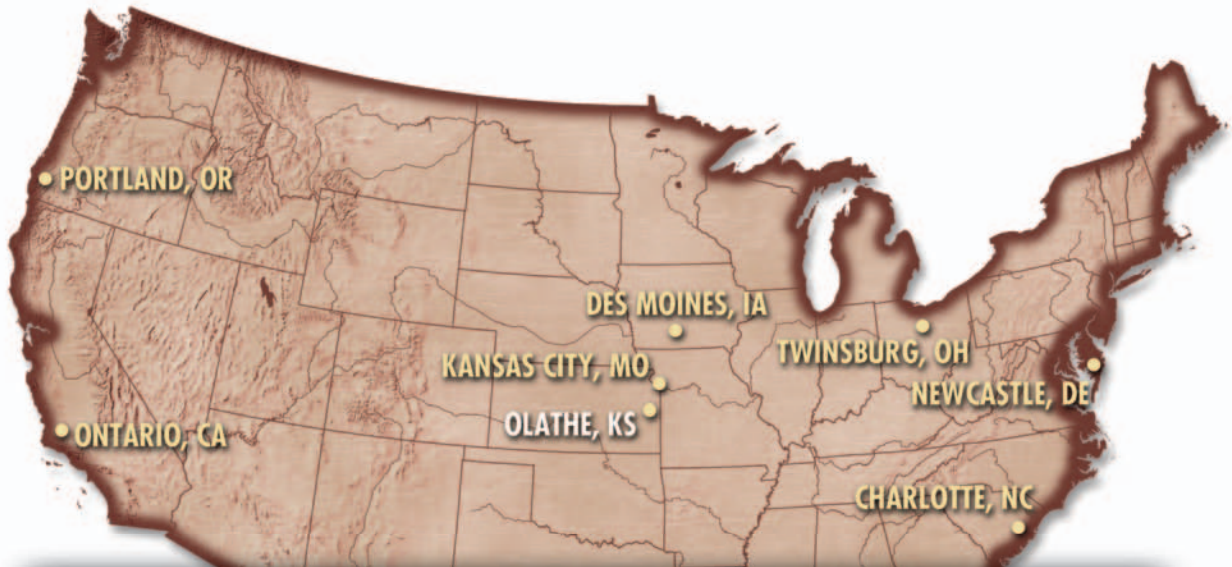 PORTLAND, OR
DES MOINES, IA
TWINSBURG, OH
KANSAS CITY, MO
NEWCASTLE, DE
OLATHE, KS
ONTARIO, CA
CHARLOTTE, NC